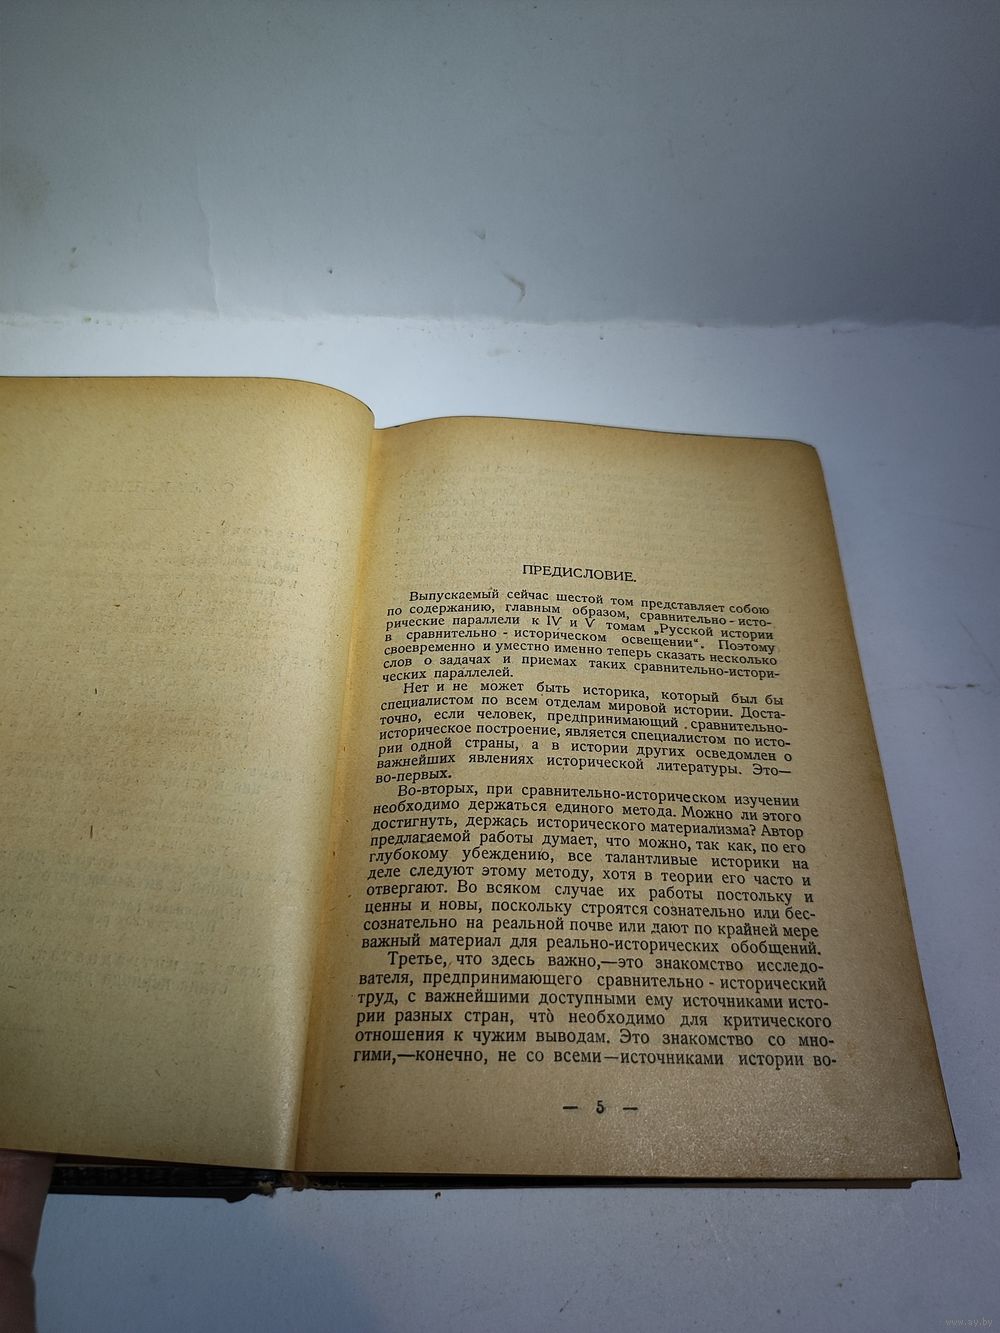 ПРЕДИСЛОВИЕ.
Выпускаемый сейчас шестой том представляет собою
по содержанию, главным образом, сравнительно-исто-
рические параллели к IV и V томам „Русской истории
в сравнительно-историческом освещении“. Поэтому
своевременно и уместно именно теперь сказать несколько
слов о задачах и приемах таких сравнительно-истори-
ческих параллелей.
Нет и не может быть историка, который был бы
специалистом по всем отделам мировой истории. Доста-
точно, если человек, предпринимающий сравнительно-
историческое построение, является специалистом по исто-
рии одной страны, а в истории других осведомлен о
важнейших явлениях исторической литературы. Это—
во-первых.
Во-вторых, при сравнительно-историческом изучении
необходимо держаться единого метода. Можно ли этого
достигнуть, держась исторического материализма? Автор
предлагаемой работы думает, что можно, так как, по его
глубокому убеждению, все талантливые историки на
деле следуют этому методу, хотя в теории его часто и
отвергают. Во всяком случае их работы постольку и
ценны и новы, поскольку строятся сознательно или бес-
сознательно на реальной почве или дают по крайней мере
важный материал для реально-исторических обобщений.
Третье, что здесь важно,—это знакомство исследо-
вателя, предпринимающего сравнительно-исторический
труд, с важнейшими доступными ему источниками исто-
рии разных стран, что̀ необходимо для критического
отношения к чужим выводам. Это знакомство со мно-
гими,—конечно, не со всеми—источниками истории во-
— 5 —
www.ay.by